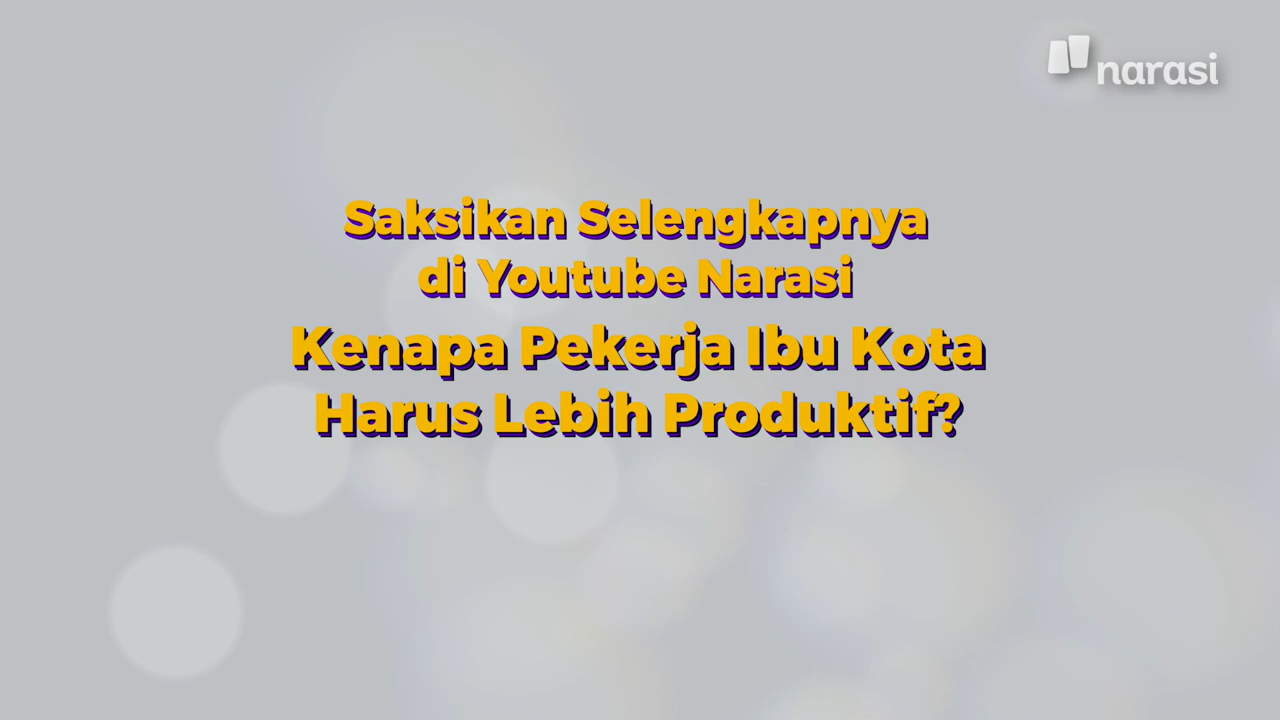 narasi
Saksikan Selengkapnya
di Youtube Narasi
Kenapa Pekerja Ibu Kota
Harus Lebih Produktif?